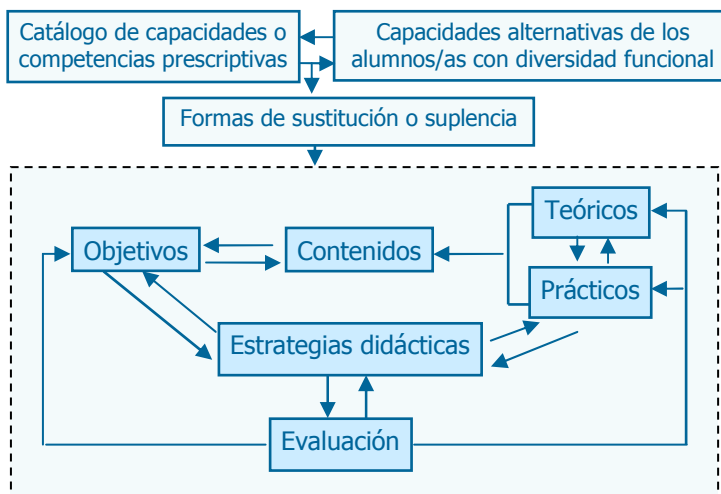 Catálogo de capacidades o
competencias prescriptivas
Capacidades alternativas de los
alumnos/as con diversidad funcional
Formas de sustitución o suplencia
Teóricos
Objetivos
Contenidos
Prácticos
Estrategias didácticas
Evaluación